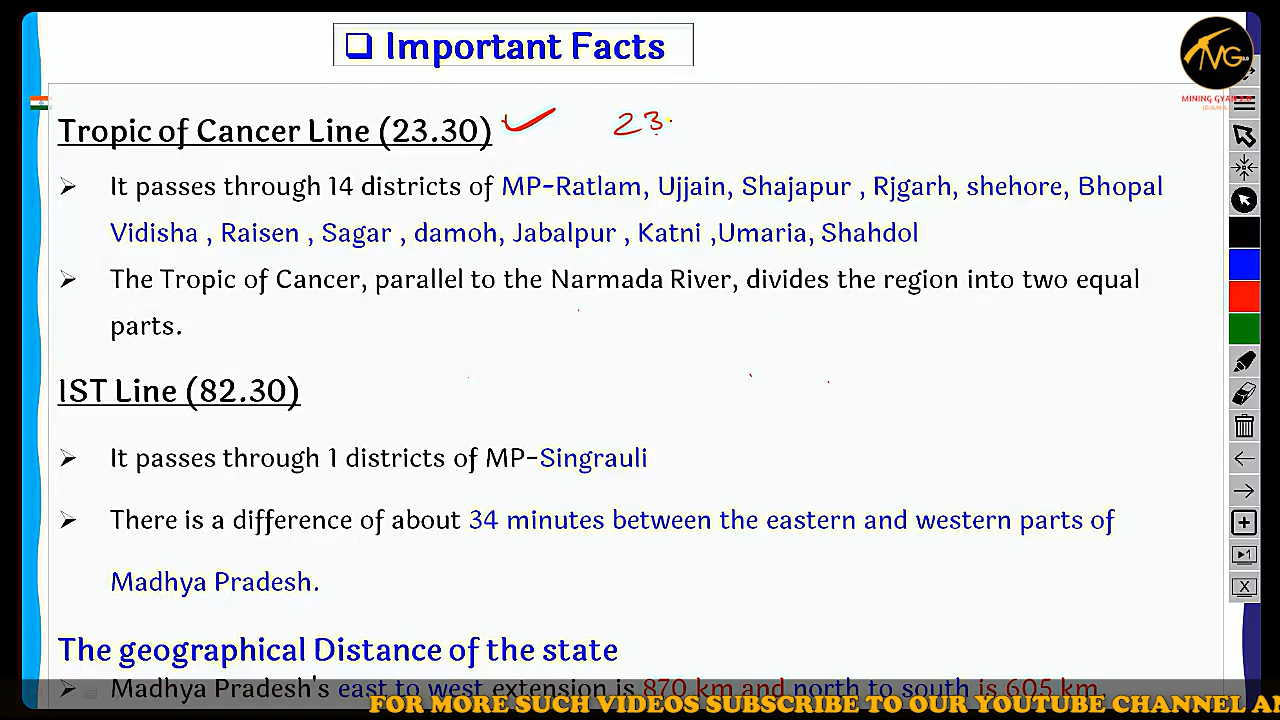 ❑ Important Facts
TMG 2.0
MINING GYAN 2.0
(D.G.M.S)
Tropic of Cancer Line (23.30) 23
➢ It passes through 14 districts of MP-Ratlam, Ujjain, Shajapur , Rjgarh, shehore, Bhopal
Vidisha , Raisen , Sagar , damoh, Jabalpur , Katni ,Umaria, Shahdol
➢ The Tropic of Cancer, parallel to the Narmada River, divides the region into two equal
parts.
IST Line (82.30)
➢ It passes through 1 districts of MP-Singrauli
➢ There is a difference of about 34 minutes between the eastern and western parts of
Madhya Pradesh.
The geographical Distance of the state
➢ Madhya Pradesh's east to west extension is 870 km and north to south is 605 km.
FOR MORE SUCH VIDEOS SUBSCRIBE TO OUR YOUTUBE CHANNEL